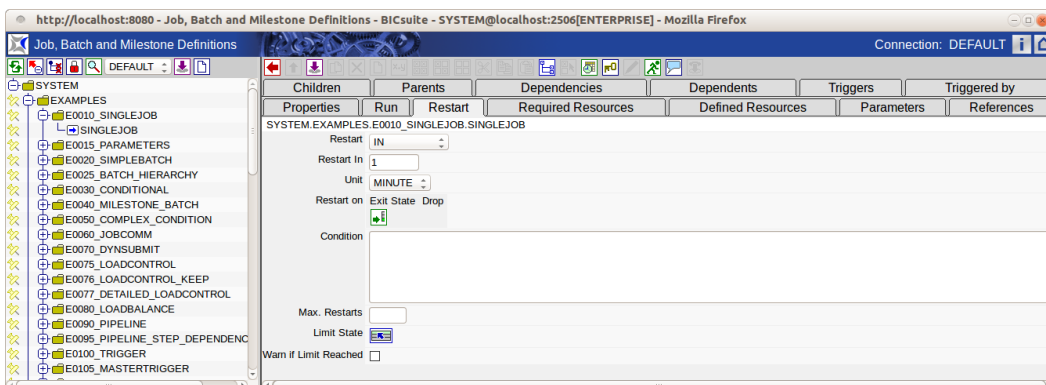 http://localhost:8080 - Job, Batch and Milestone Definitions - BICsuite - SYSTEM@localhost:2506[ENTERPRISE] - Mozilla Firefox
Job, Batch and Milestone Definitions
Connection: DEFAULT
DEFAULT
SYSTEM
EXAMPLES
E0010_SINGLEJOB
SINGLEJOB
E0015_PARAMETERS
E0020_SIMPLEBATCH
E0025_BATCH_HIERARCHY
E0030_CONDITIONAL
E0040_MILESTONE_BATCH
E0050_COMPLEX_CONDITION
E0060_JOBCOMM
E0070_DYNSUBMIT
E0075_LOADCONTROL
E0076_LOADCONTROL_KEEP
E0077_DETAILED_LOADCONTROL
E0080_LOADBALANCE
E0090_PIPELINE
E0095_PIPELINE_STEP_DEPENDENC
E0100_TRIGGER
E0105_MASTERTRIGGER
Children Parents Dependencies Dependents Triggers Triggered by
Properties Run Restart Required Resources Defined Resources Parameters References
SYSTEM.EXAMPLES.E0010_SINGLEJOB.SINGLEJOB
Restart IN
Restart In 1
Unit MINUTE
Restart on Exit State Drop
Condition
Max. Restarts
Limit State
Warn if Limit Reached